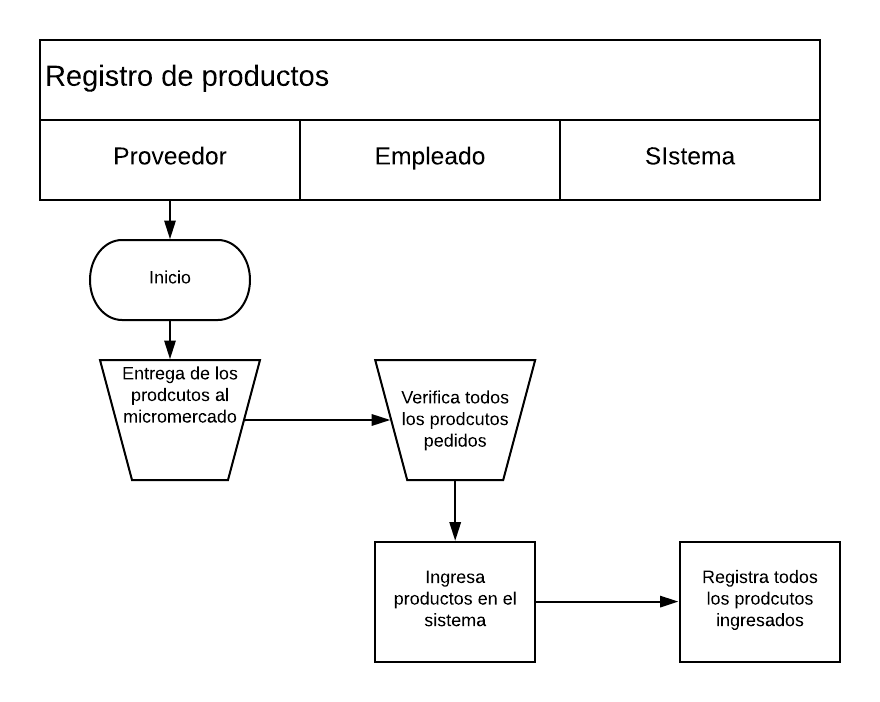 Registro de productos
Proveedor
Empleado
SIstema
Inicio
Entrega de los
prodcutos al
micromercado
Verifica todos
los prodcutos
pedidos
Ingresa
productos en el
sistema
Registra todos
los prodcutos
ingresados